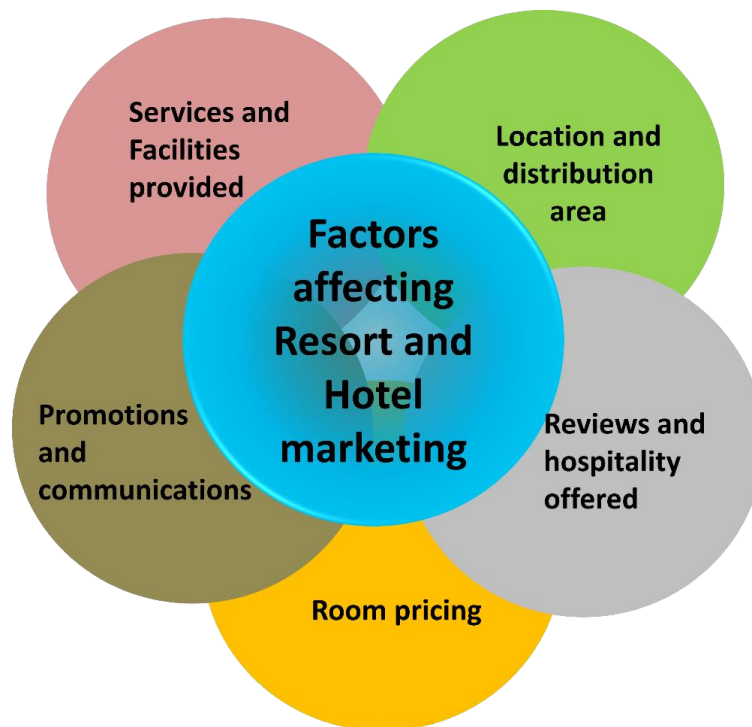 Services and
Facilities
provided
Location and
distribution
area
Factors
affecting
Resort and
Hotel
marketing
Promotions
and
communications
Reviews and
hospitality
offered
Room pricing